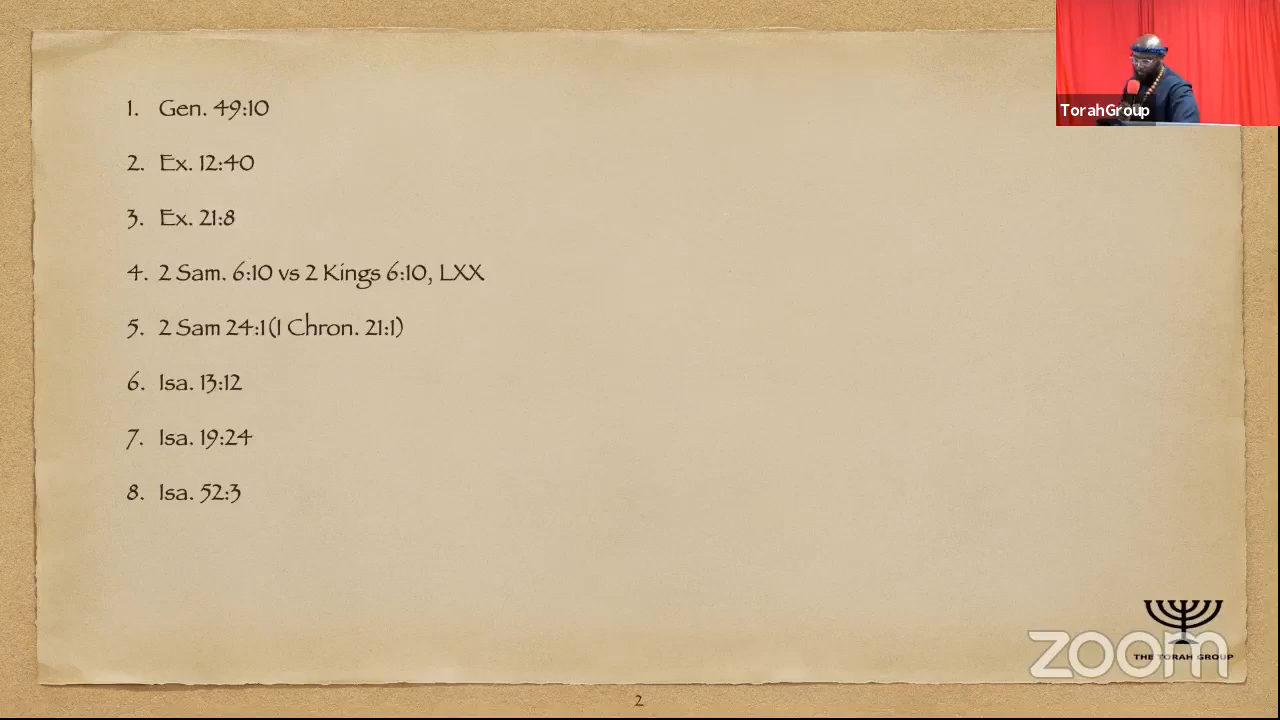 TorahGroup
1. Gen. 49:10
2. Ex. 12:40
3. Ex. 21:8
4. 2 Sam. 6:10 vs 2 Kings 6:10, LXX
5. 2 Sam 24:1(1 Chron. 21:1)
6. Isa. 13:12
7. Isa. 19:24
8. Isa. 52:3
zoom
THE TORAH GROUP
2